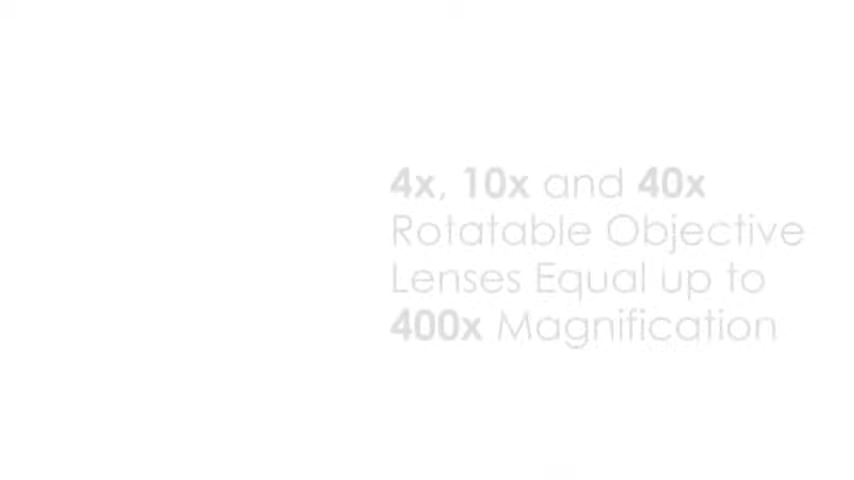 4x, 10x and 40x
Rotatable Objective
Lenses Equal up to
400x Magnification